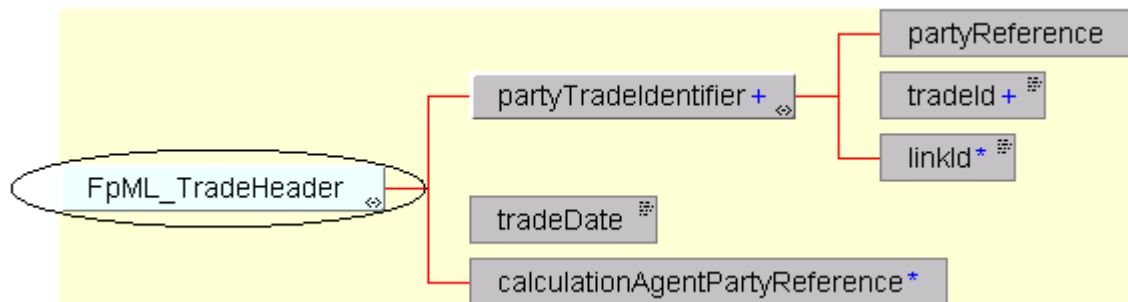 partyReference
partyTradeIdentifier+
tradeId+
linkId*
FpML_TradeHeader
tradeDate
calculationAgentPartyReference*